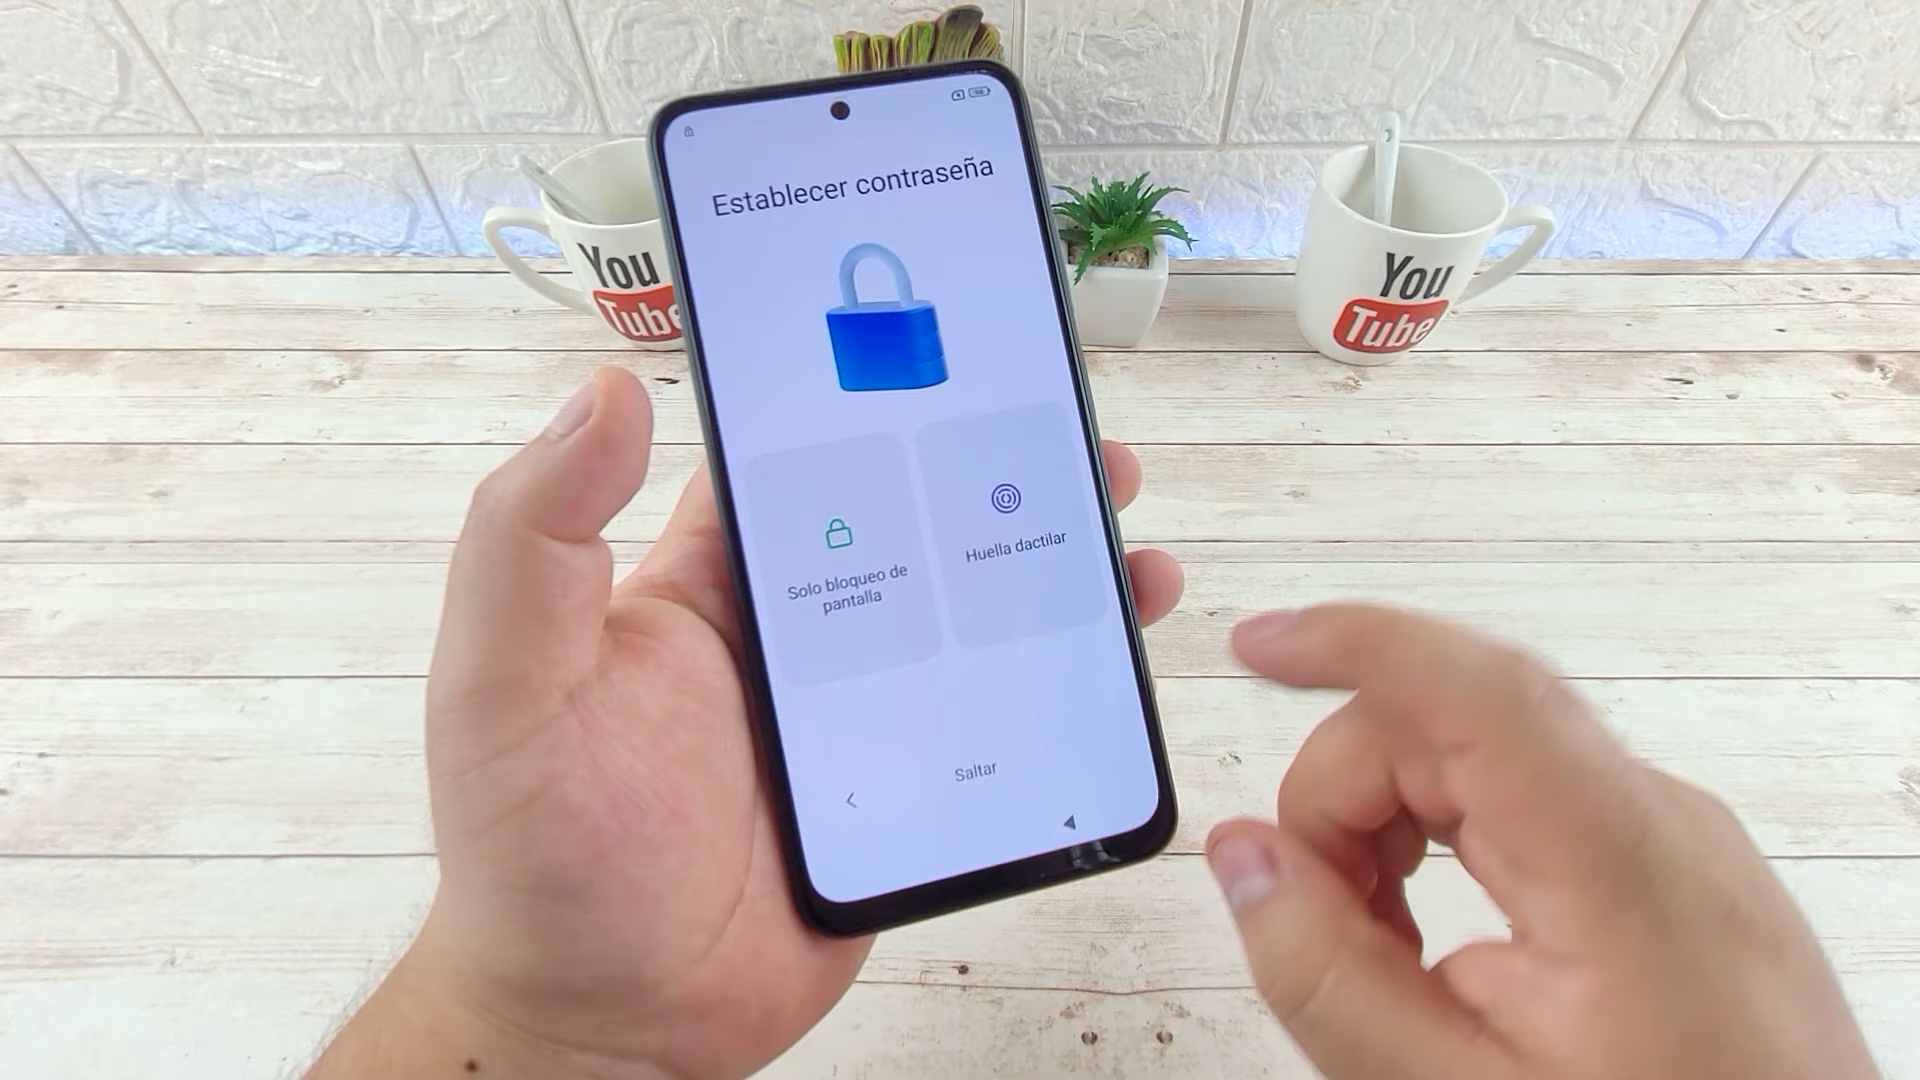 Establecer contraseña
You
Tube
You
Tube
Solo bloqueo de
pantalla
Huella dactilar
Saltar